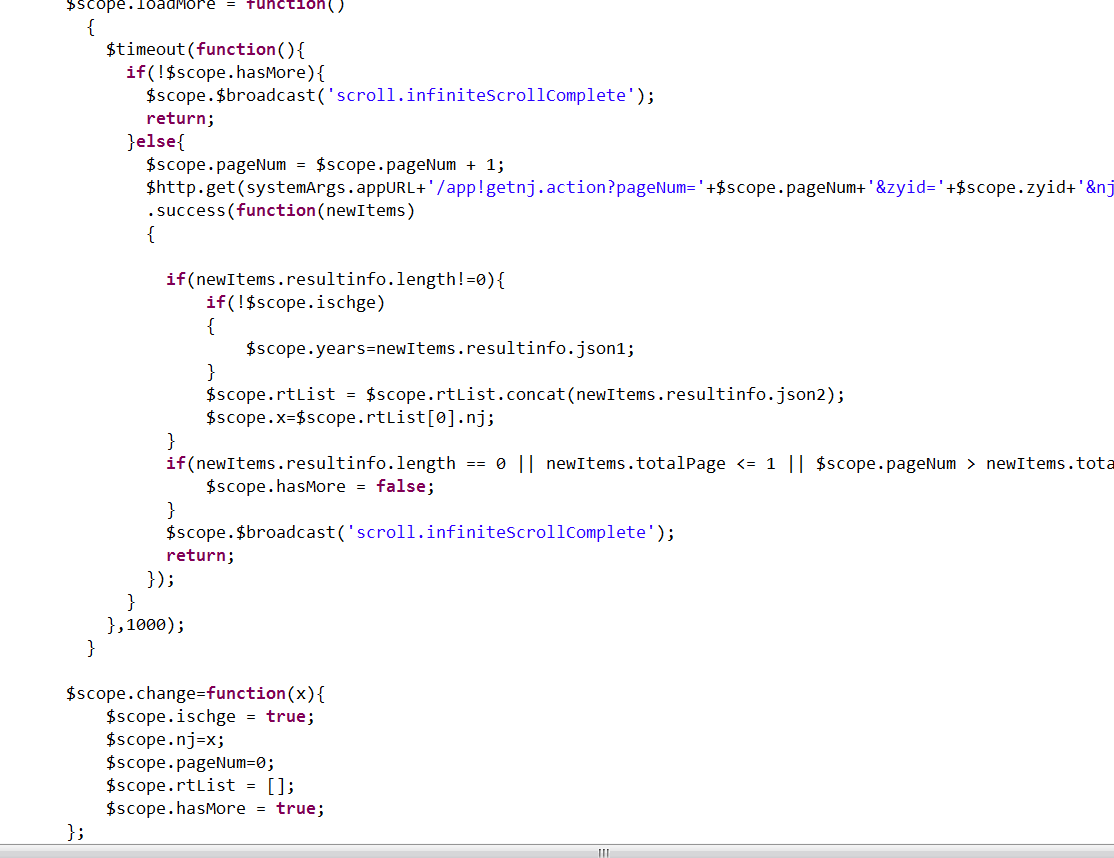 $scope.loadMore = function()
{
$timeout(function(){
if(!$scope.hasMore){
$scope.$broadcast('scroll.infiniteScrollComplete');
return;
}else{
$scope.pageNum = $scope.pageNum + 1;
$http.get(systemArgs.appURL+'/app!getnj.action?pageNum='+$scope.pageNum+'&zyid='+$scope.zyid+'&nj
.success(function(newItems)
{
if(newItems.resultinfo.length!=0){
if(!$scope.ischge)
{
$scope.years=newItems.resultinfo.json1;
}
$scope.rtList = $scope.rtList.concat(newItems.resultinfo.json2);
$scope.x=$scope.rtList[0].nj;
}
if(newItems.resultinfo.length == 0 || newItems.totalPage <= 1 || $scope.pageNum > newItems.tota
$scope.hasMore = false;
}
$scope.$broadcast('scroll.infiniteScrollComplete');
return;
});
}
},1000);
}
$scope.change=function(x){
$scope.ischge = true;
$scope.nj=x;
$scope.pageNum=0;
$scope.rtList = [];
$scope.hasMore = true;
};